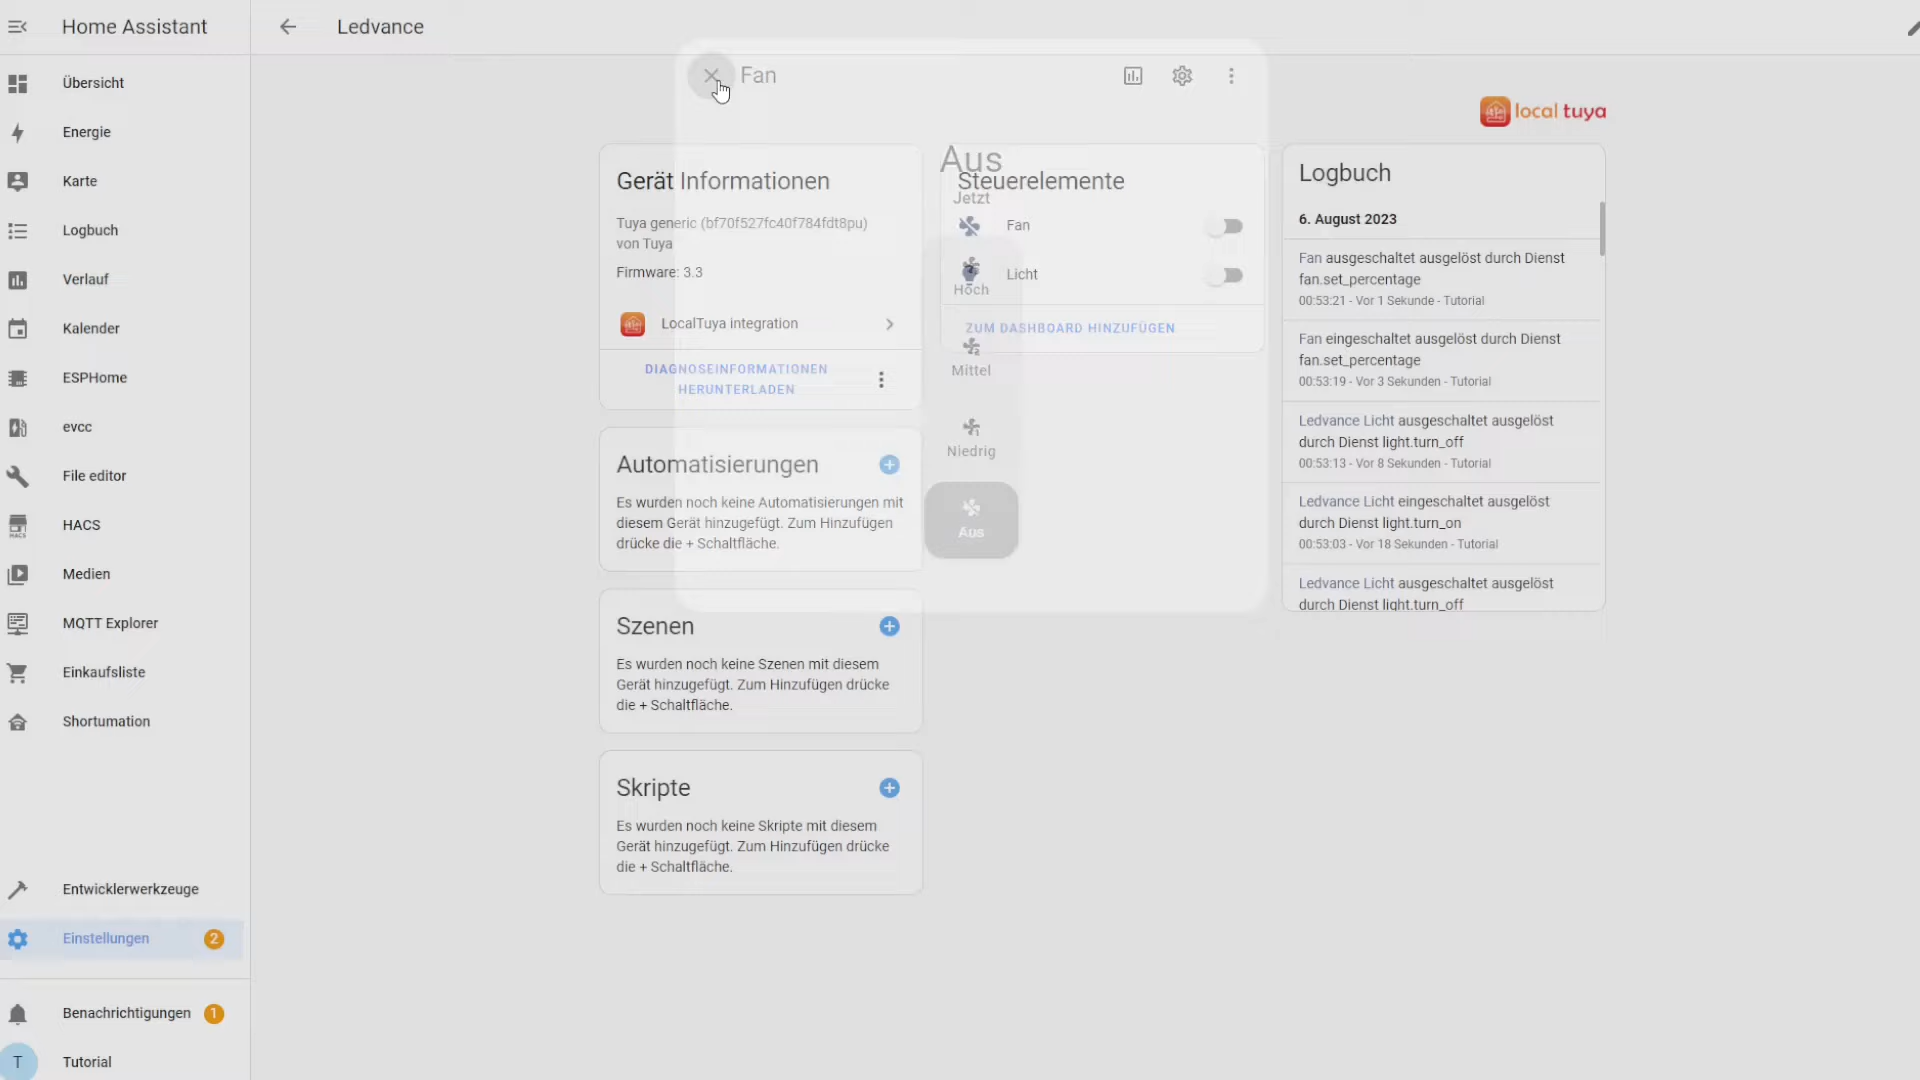 Home Assistant
Ledvance
Übersicht
Energie
Karte
Logbuch
Verlauf
Kalender
ESPHome
evcc
File editor
HACS
Medien
MQTT Explorer
Einkaufsliste
Shortumation
Entwicklerwerkzeuge
Einstellungen
2
Benachrichtigungen
1
T
Tutorial
Fan
Aus
Jetzt
Hoch
Mittel
Niedrig
Aus
local tuya
Gerät Informationen
Tuya generic (bf70f527fc40f784fdt8pu)
von Tuya
Firmware: 3.3
LocalTuya integration
DIAGNOSEINFORMATIONEN
HERUNTERLADEN
Automatisierungen
Es wurden noch keine Automatisierungen mit
diesem Gerät hinzugefügt. Zum Hinzufügen
drücke die + Schaltfläche.
Szenen
Es wurden noch keine Szenen mit diesem
Gerät hinzugefügt. Zum Hinzufügen drücke
die + Schaltfläche.
Skripte
Es wurden noch keine Skripte mit diesem
Gerät hinzugefügt. Zum Hinzufügen drücke
die + Schaltfläche.
Steuerelemente
Fan
Licht
ZUM DASHBOARD HINZUFÜGEN
Logbuch
6. August 2023
Fan ausgeschaltet ausgelöst durch Dienst
fan.set_percentage
00:53:21 - Vor 1 Sekunde - Tutorial
Fan eingeschaltet ausgelöst durch Dienst
fan.set_percentage
00:53:19 - Vor 3 Sekunden - Tutorial
Ledvance Licht ausgeschaltet ausgelöst
durch Dienst light.turn_off
00:53:13 - Vor 8 Sekunden - Tutorial
Ledvance Licht eingeschaltet ausgelöst
durch Dienst light.turn_on
00:53:03 - Vor 18 Sekunden - Tutorial
Ledvance Licht ausgeschaltet ausgelöst
durch Dienst light.turn_off